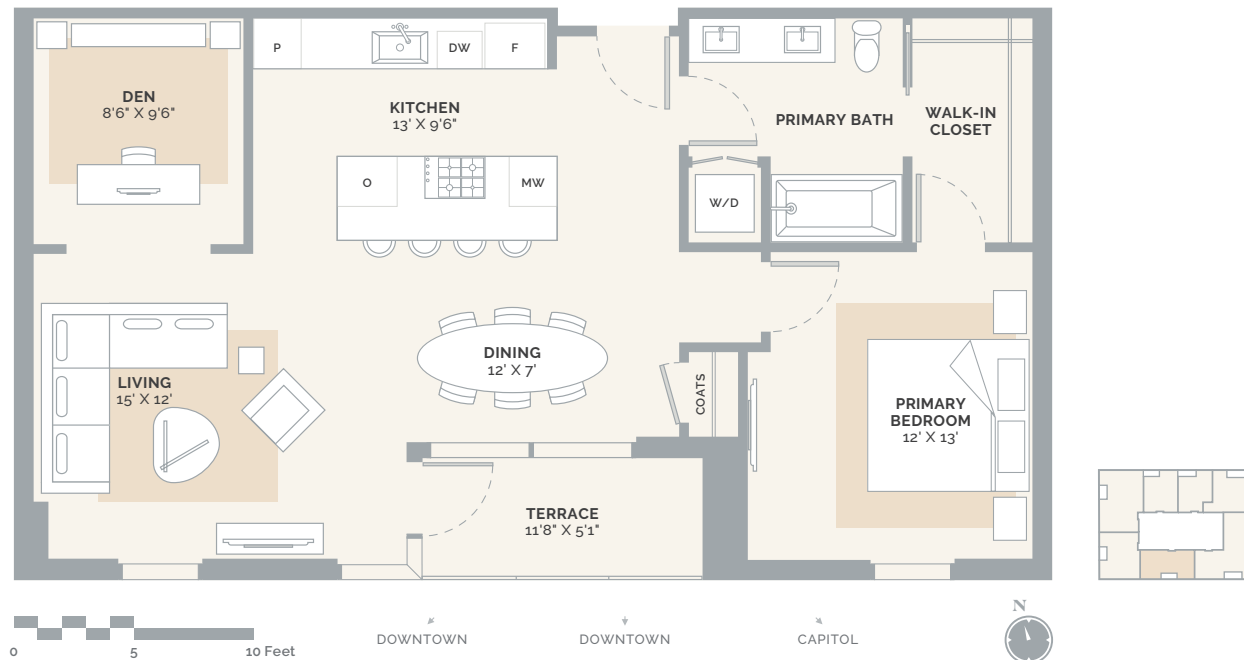 P
DW
F
DEN
8'6" X 9'6"
KITCHEN
13' X 9'6"
PRIMARY BATH
WALK-IN
CLOSET
O
MW
W/D
DINING
12' X 7'
LIVING
15' X 12'
COATS
PRIMARY
BEDROOM
12' X 13'
TERRACE
11'8" X 5'1"
0
5
10 Feet
DOWNTOWN
DOWNTOWN
CAPITOL
N